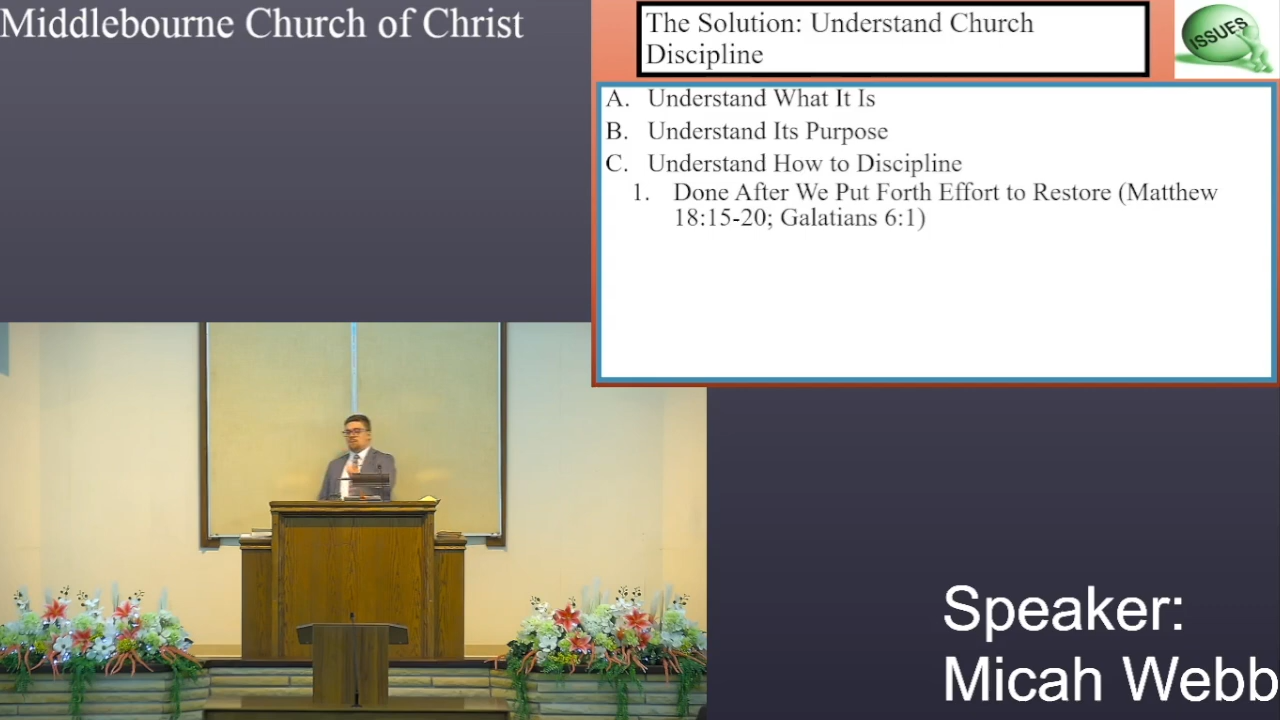 Middlebourne Church of Christ
The Solution: Understand Church
Discipline
ISSUES
A. Understand What It Is
B. Understand Its Purpose
C. Understand How to Discipline
1. Done After We Put Forth Effort to Restore (Matthew
18:15-20; Galatians 6:1)
Speaker:
Micah Webb